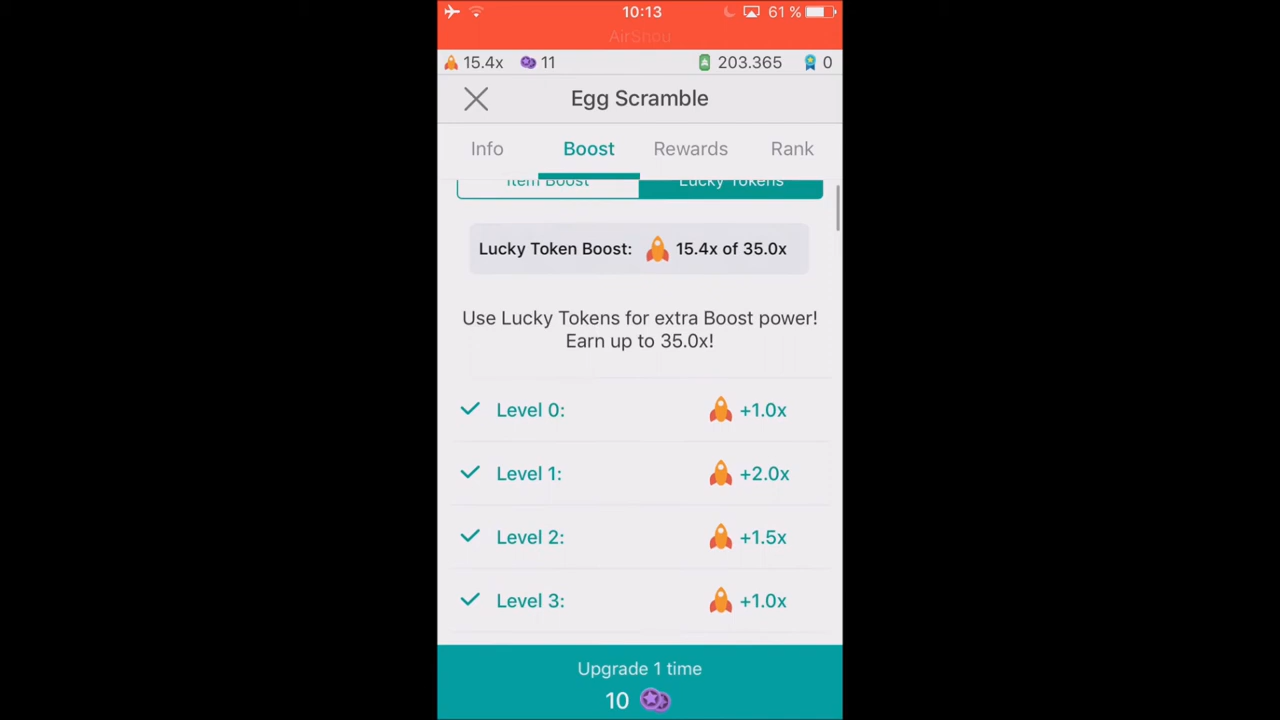 10:13
61 %
AirShou
15.4x 11 203.365 0
Egg Scramble
Info Boost Rewards Rank
Item Boost Lucky Tokens
Lucky Token Boost: 15.4x of 35.0x
Use Lucky Tokens for extra Boost power!
Earn up to 35.0x!
Level 0: +1.0x
Level 1: +2.0x
Level 2: +1.5x
Level 3: +1.0x
Upgrade 1 time
10